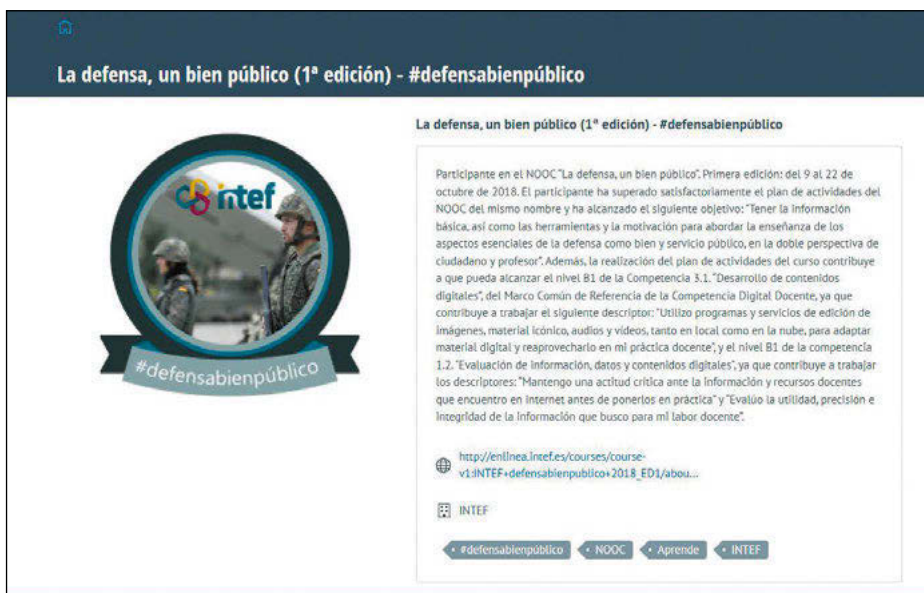 La defensa, un bien público (1ª edición) - #defensabienpúblico
intef
#defensabienpúblico
La defensa, un bien público (1ª edición) - #defensabienpúblico
Participante en el NOOC "La defensa, un bien público". Primera edición: del 9 al 22 de
octubre de 2018. El participante ha superado satisfactoriamente el plan de actividades del
NOOC del mismo nombre y ha alcanzado el siguiente objetivo: "Tener la información
básica, así como las herramientas y la motivación para abordar la enseñanza de los
aspectos esenciales de la defensa como bien y servicio público, en la doble perspectiva de
ciudadano y profesor". Además, la realización del plan de actividades del curso contribuye
a que pueda alcanzar el nivel B1 de la Competencia 3.1. "Desarrollo de contenidos
digitales", del Marco Común de Referencia de la Competencia Digital Docente, ya que
contribuye a trabajar el siguiente descriptor: "Utilizo programas y servicios de edición de
imágenes, material icónico, audios y vídeos, tanto en local como en la nube, para adaptar
material digital y reaprovecharlo en mi práctica docente", y el nivel B1 de la competencia
1.2. "Evaluación de información, datos y contenidos digitales", ya que contribuye a trabajar
los descriptores: "Mantengo una actitud crítica ante la información y recursos docentes
que encuentro en internet antes de ponerlos en práctica" y "Evalúo la utilidad, precisión e
integridad de la información que busco para mi labor docente".
http://enlinea.intef.es/courses/course-
v1:INTEF+defensabienpublico+2018_ED1/abou...
INTEF
#defensabienpúblico
NOOC
Aprende
INTEF